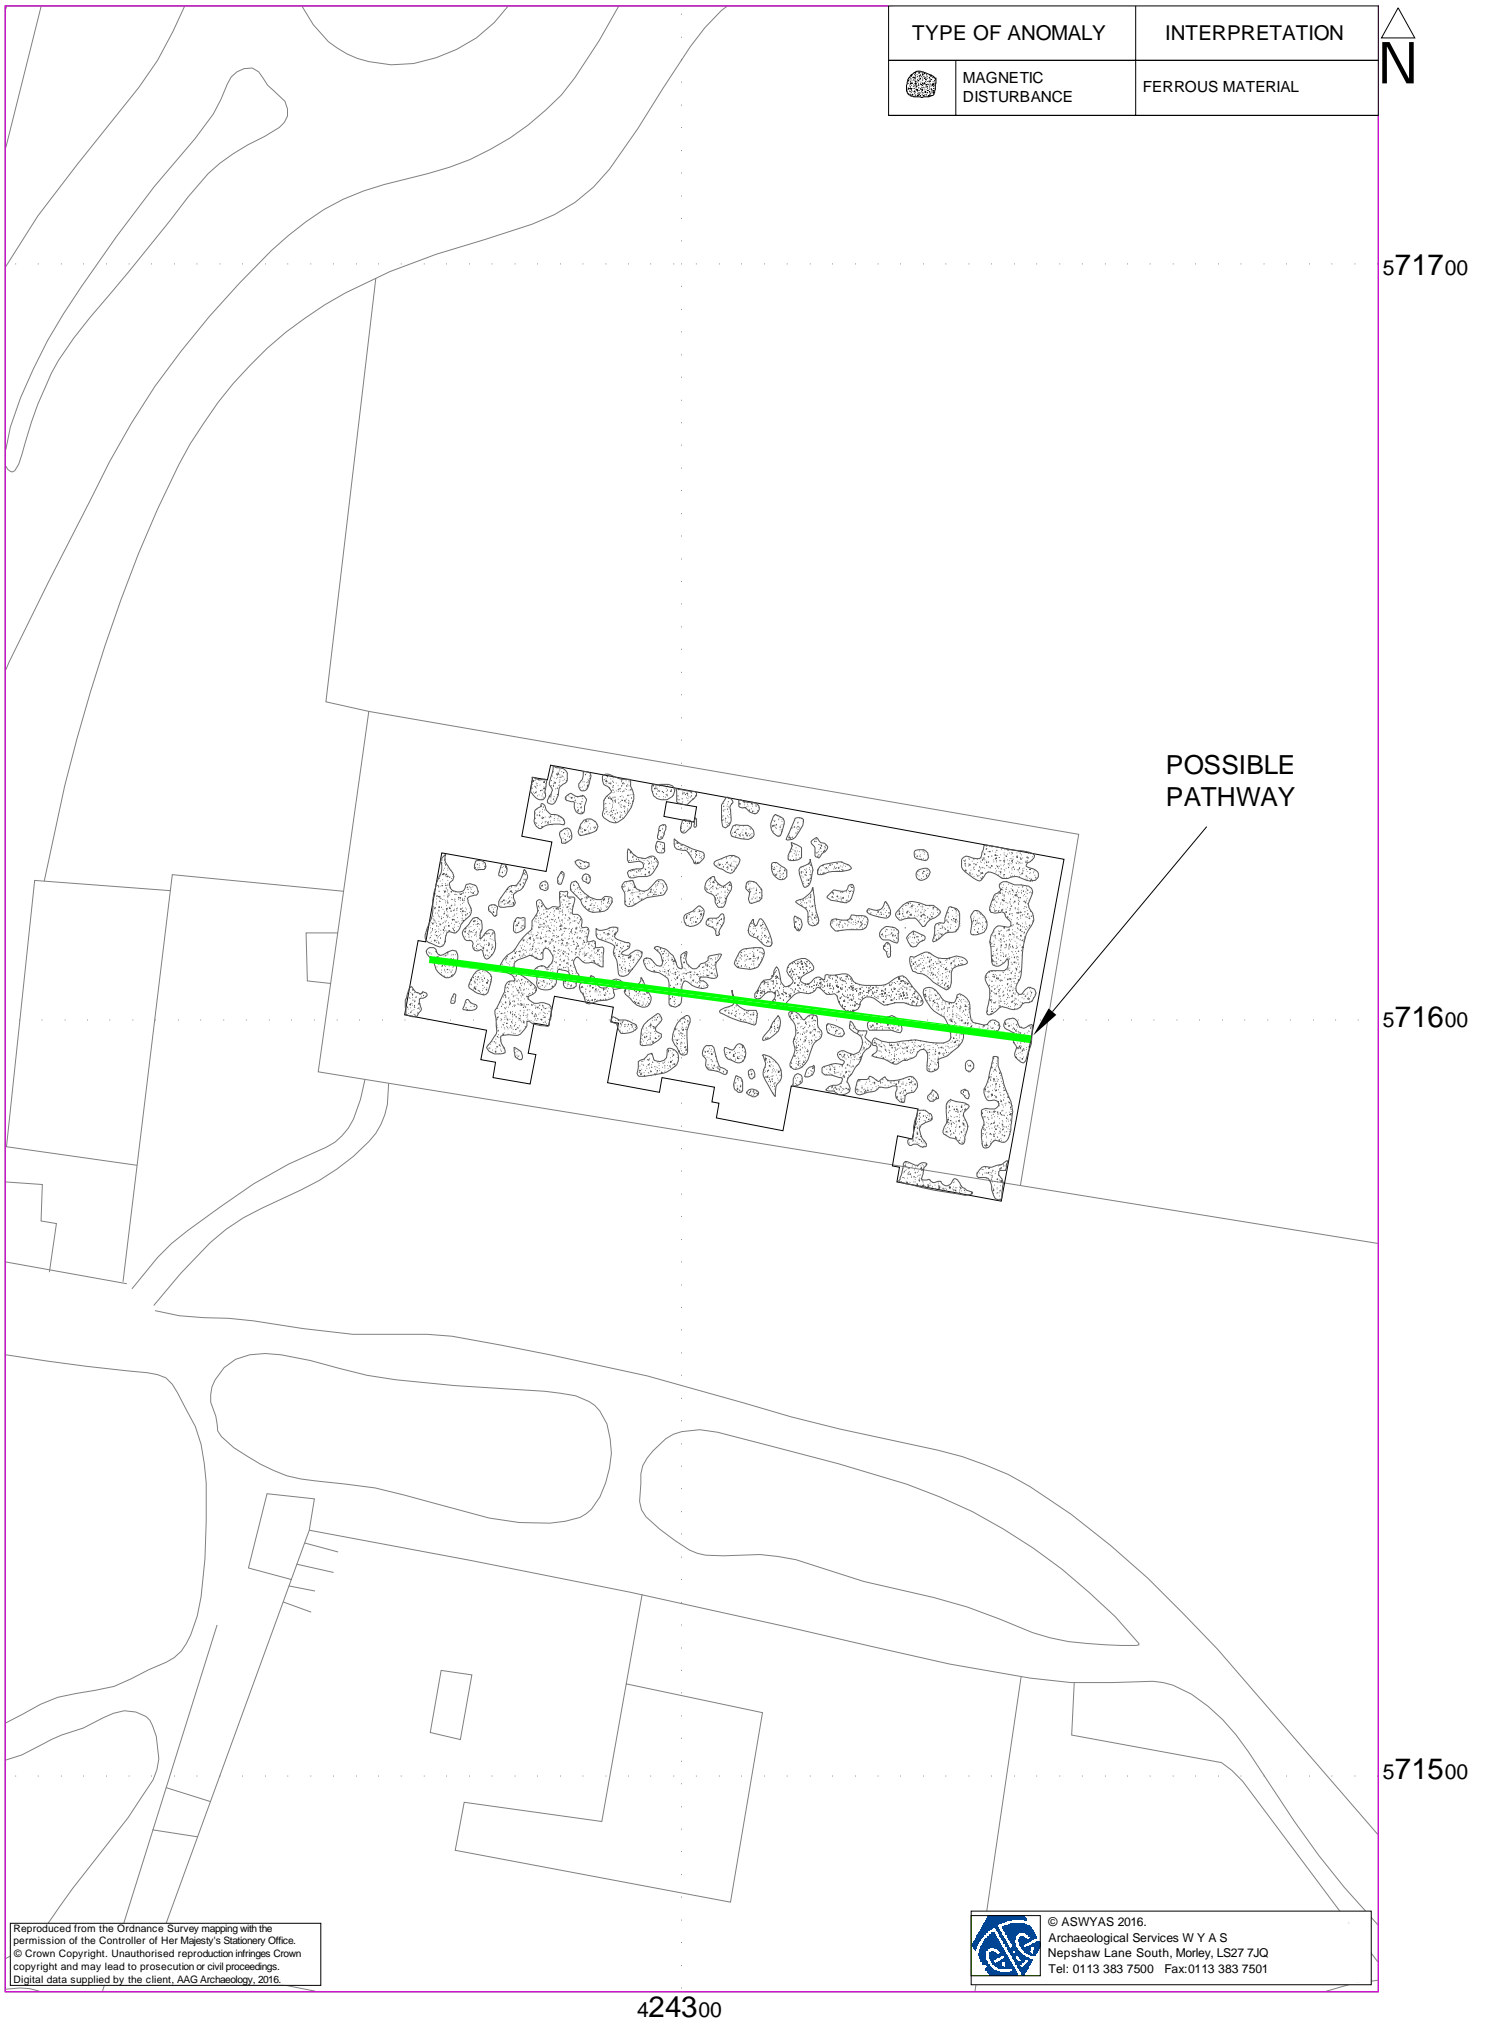 TYPE OF ANOMALY
INTERPRETATION
N
MAGNETIC
DISTURBANCE
FERROUS MATERIAL
571700
POSSIBLE
PATHWAY
571600
571500
Reproduced from the Ordnance Survey mapping with the
permission of the Controller of Her Majesty's Stationery Office.
© Crown Copyright. Unauthorised reproduction infringes Crown
copyright and may lead to prosecution or civil proceedings.
Digital data supplied by the client, AAG Archaeology, 2016.
© ASWYAS 2016.
Archaeological Services W Y A S
Nepshaw Lane South, Morley, LS27 7JQ
Tel: 0113 383 7500 Fax:0113 383 7501
424300